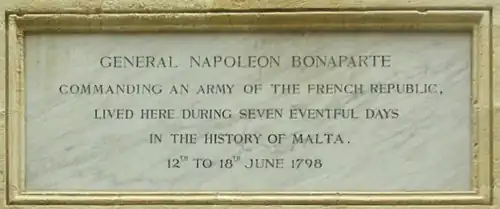 GENERAL NAPOLEON BONAPARTE
COMMANDING AN ARMY OF THE FRENCH REPUBLIC,
LIVED HERE DURING SEVEN EVENTFUL DAYS
IN THE HISTORY OF MALTA.
12TH TO 18TH JUNE 1798